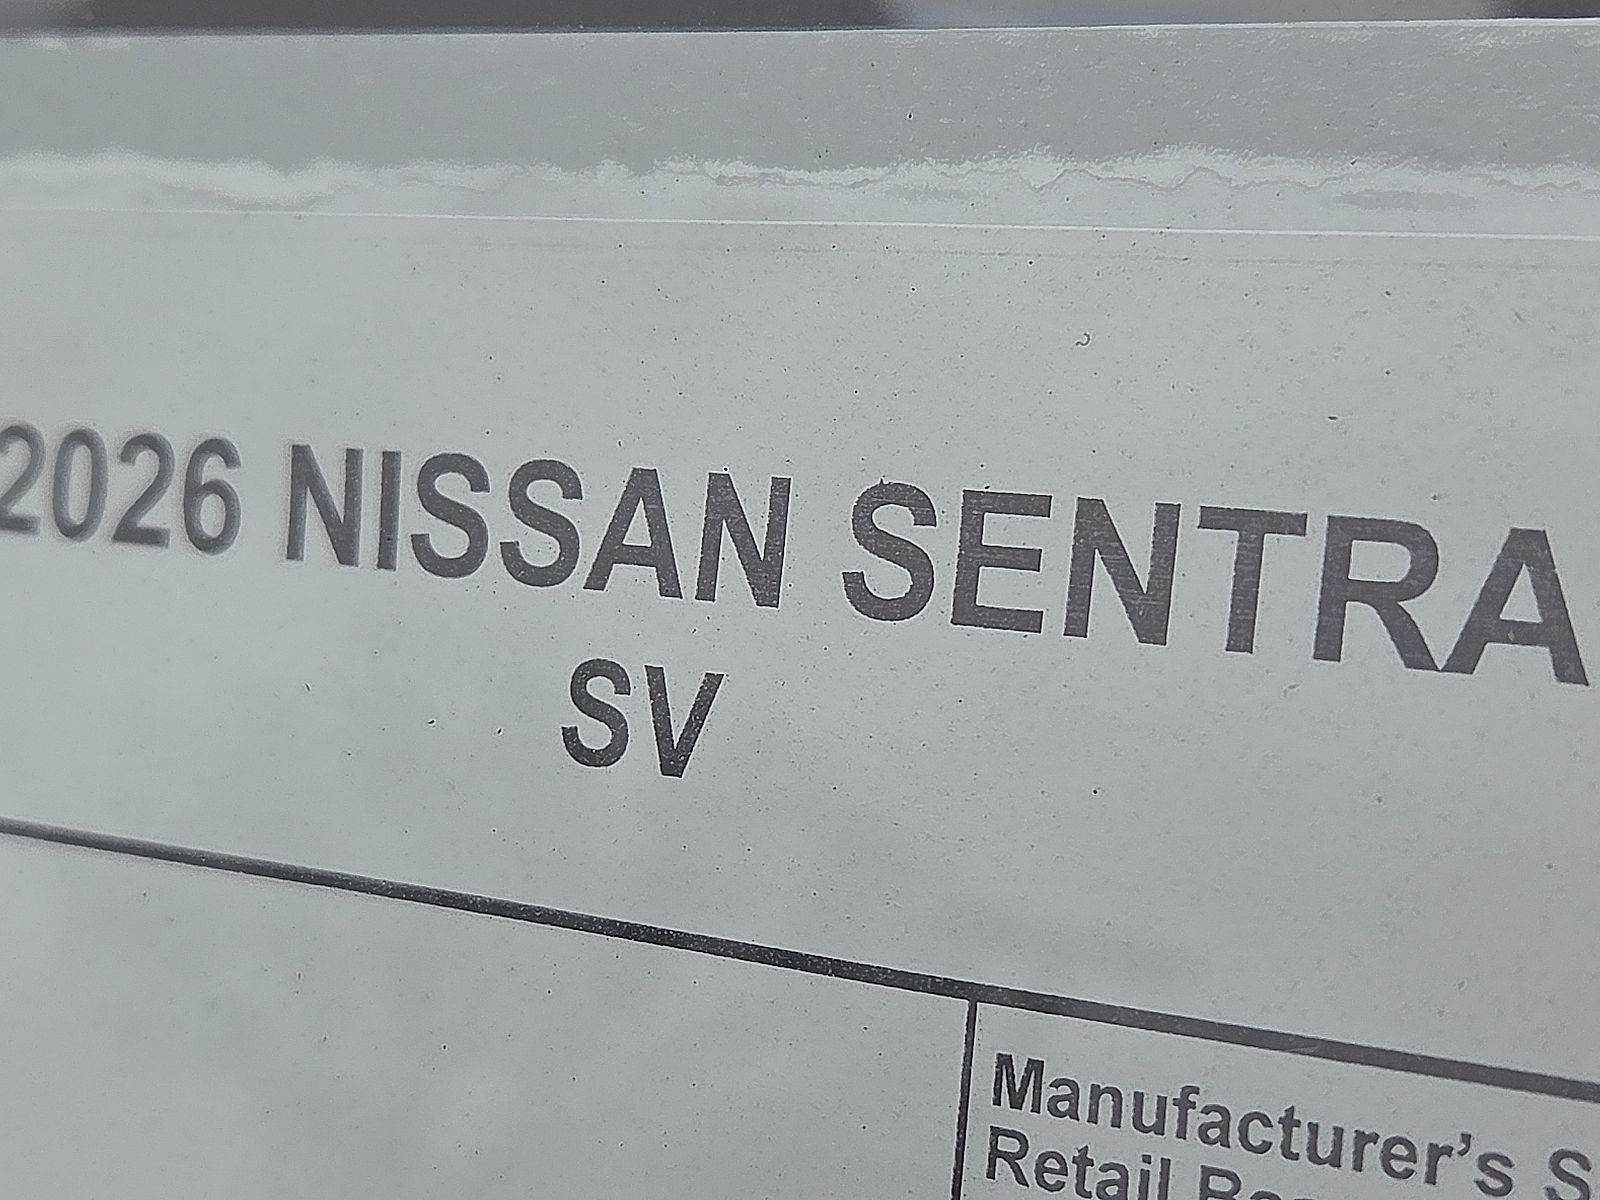 2026 NISSAN SENTRA
SV
Manufacturer's
Retail